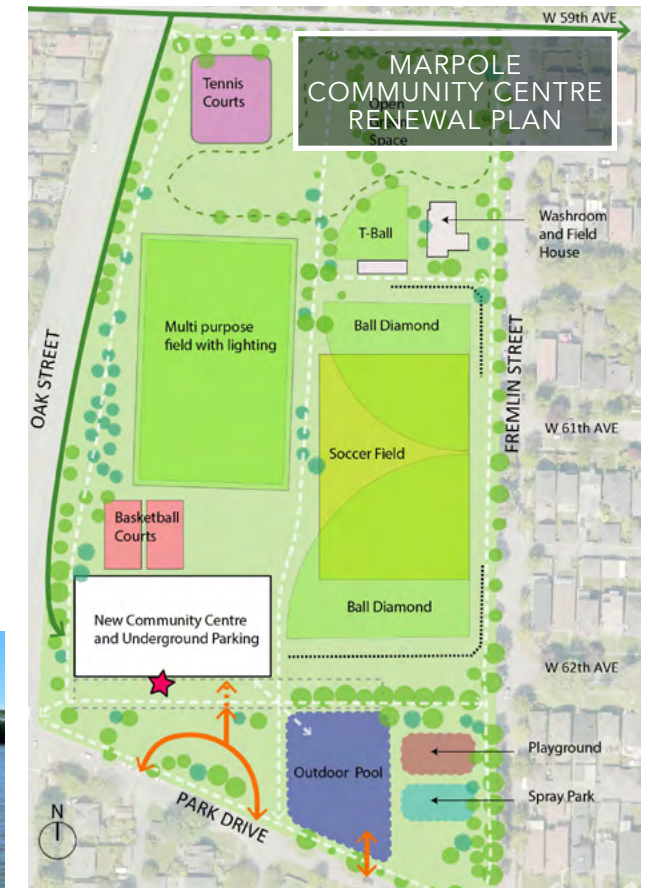 W 59th AVE
MARPOLE
COMMUNITY CENTRE
RENEWAL PLAN
Tennis
Courts
Open
Space
T-Ball
Washroom
and Field
House
Multi purpose
field with lighting
Ball Diamond
OAK STREET
FREMLIN STREET
W 61th AVE
Soccer Field
Basketball
Courts
Ball Diamond
New Community Centre
and Underground Parking
W 62th AVE
Outdoor Pool
Playground
Spray Park
PARK DRIVE
N